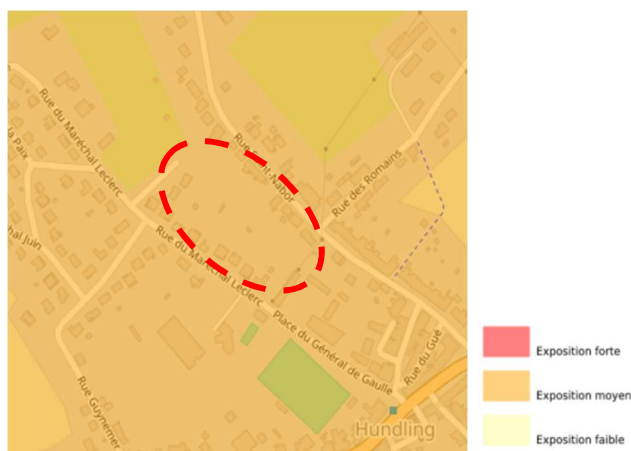 Rue du Maréchal Leclerc
Rue Saint-Nabor
la Paix
Rue des Romains
hal Juin
Rue du Maréchal Leclerc
Place du Général de Gaulle
Rue du Gué
Rue Guynemer
Hundling
Exposition forte
Exposition moyen
Exposition faible